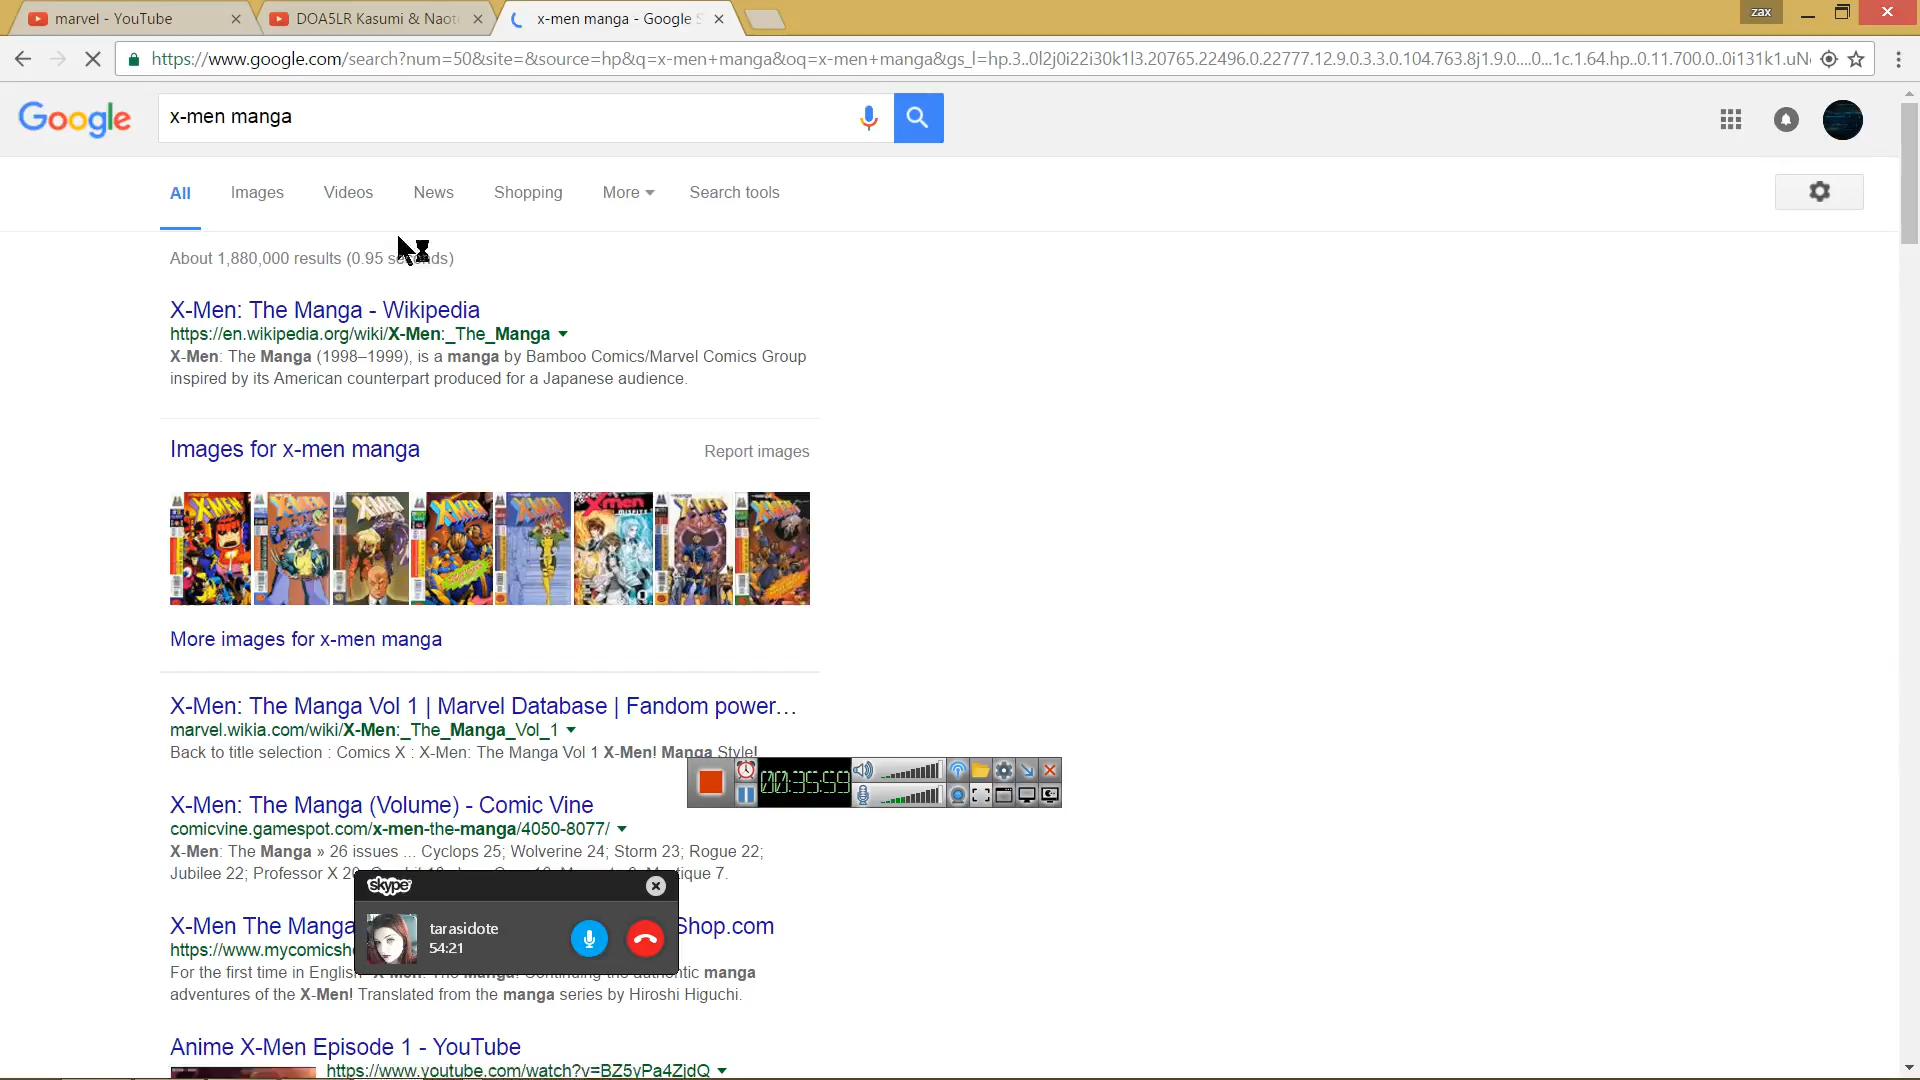 marvel - YouTube
DOA5LR Kasumi & Naot
x-men manga - Google S
zax
https://www.google.com/search?num=50&site=&source=hp&q=x-men+manga&oq=x-men+manga&gs_l=hp.3..0l2j0i22i30k1l3.20765.22496.0.22777.12.9.0.3.3.0.104.763.8j1.9.0....0...1c.1.64.hp..0.11.700.0..0i131k1.uN
Google
x-men manga
All
Images
Videos
News
Shopping
More
Search tools
About 1,880,000 results (0.95 seconds)
X-Men: The Manga - Wikipedia
https://en.wikipedia.org/wiki/X-Men:_The_Manga
X-Men: The Manga (1998–1999), is a manga by Bamboo Comics/Marvel Comics Group
inspired by its American counterpart produced for a Japanese audience.
Images for x-men manga
Report images
More images for x-men manga
X-Men: The Manga Vol 1 | Marvel Database | Fandom power...
marvel.wikia.com/wiki/X-Men:_The_Manga_Vol_1
Back to title selection : Comics X : X-Men: The Manga Vol 1 X-Men! Manga Style!
00:35:59
X-Men: The Manga (Volume) - Comic Vine
comicvine.gamespot.com/x-men-the-manga/4050-8077/
X-Men: The Manga » 26 issues ... Cyclops 25; Wolverine 24; Storm 23; Rogue 22;
Jubilee 22; Professor X 20
tique 7.
skype
tarasidote
54:21
X-Men The Manga
Shop.com
https://www.mycomicsh
For the first time in English
Continuing the authentic manga
adventures of the X-Men! Translated from the manga series by Hiroshi Higuchi.
Anime X-Men Episode 1 - YouTube
https://www.youtube.com/watch?v=BZ5yPa4ZjdQ